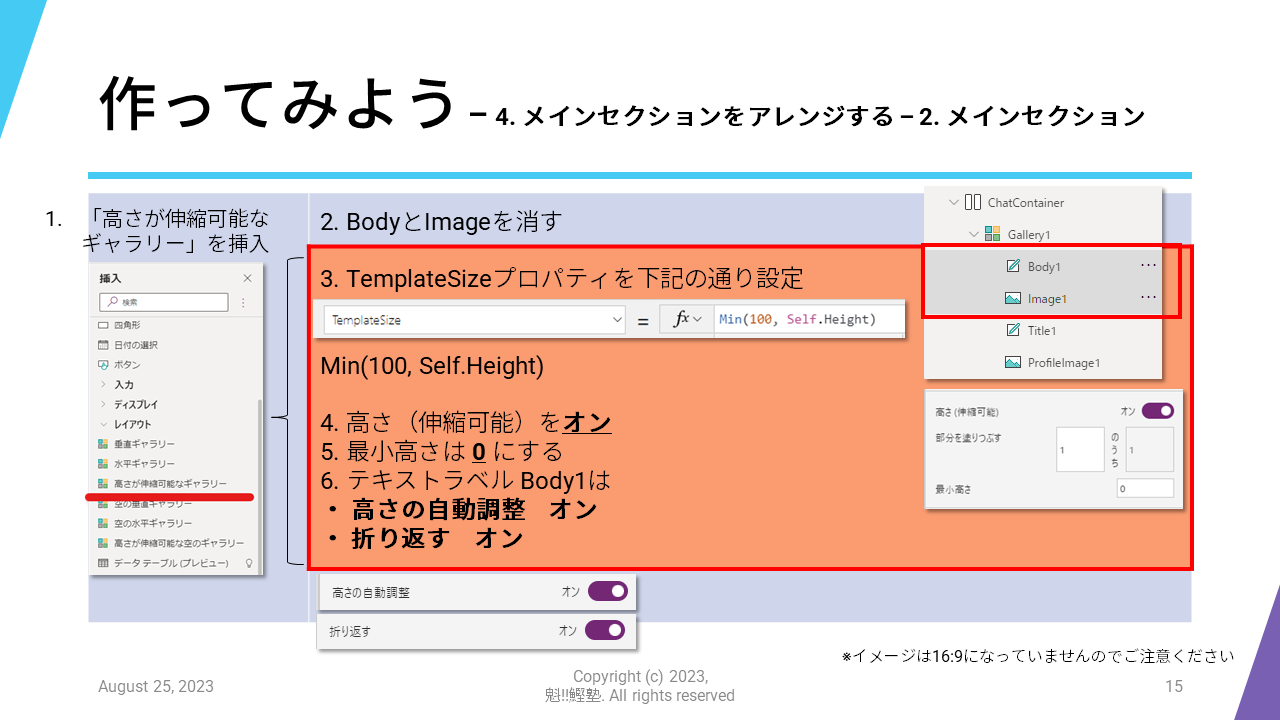 作ってみよう – 4. メインセクションをアレンジする – 2. メインセクション
1. 「高さが伸縮可能な
ギャラリー」を挿入
挿入
検索
四角形
日付の選択
ボタン
入力
ディスプレイ
レイアウト
垂直ギャラリー
水平ギャラリー
高さが伸縮可能なギャラリー
空の垂直ギャラリー
空の水平ギャラリー
高さが伸縮可能な空のギャラリー
データ テーブル (プレビュー)
2. BodyとImageを消す
3. TemplateSizeプロパティを下記の通り設定
TemplateSize = fx Min(100, Self.Height)
Min(100, Self.Height)
4. 高さ（伸縮可能）をオン
5. 最小高さは 0 にする
6. テキストラベル Body1は
・ 高さの自動調整　オン
・ 折り返す　オン
高さの自動調整 オン
折り返す オン
ChatContainer
Gallery1
Body1 ...
Image1 ...
Title1
ProfileImage1
高さ (伸縮可能) オン
部分を塗りつぶす 1 のうち 1
最小高さ 0
※イメージは16:9になっていませんのでご注意ください
August 25, 2023
Copyright (c) 2023,
魁!!鰹塾. All rights reserved
15